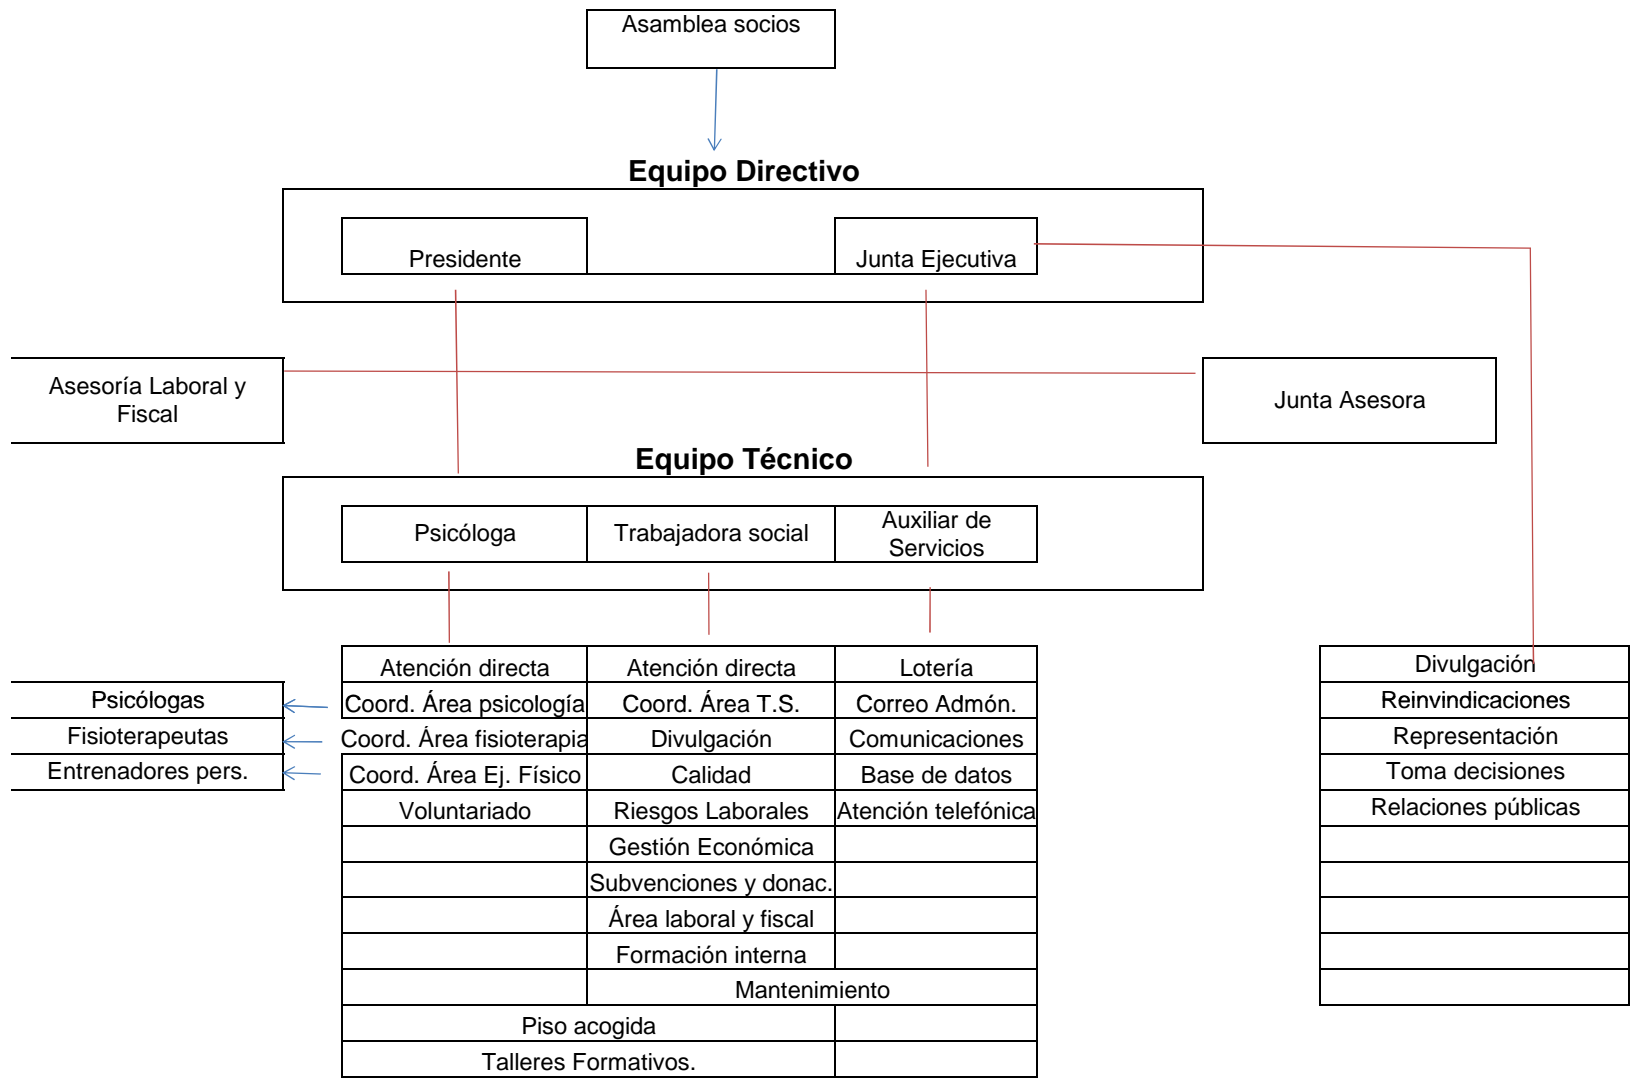 Asamblea socios
Equipo Directivo
Presidente
Junta Ejecutiva
Asesoría Laboral y
Fiscal
Junta Asesora
Equipo Técnico
Psicóloga
Trabajadora social
Auxiliar de
Servicios
Atención directa
Atención directa
Lotería
Divulgación
Psicólogas
Coord. Área psicología
Coord. Área T.S.
Correo Admón.
Reinvindicaciones
Fisioterapeutas
Coord. Área fisioterapia
Divulgación
Comunicaciones
Representación
Entrenadores pers.
Coord. Área Ej. Físico
Calidad
Base de datos
Toma decisiones
Voluntariado
Riesgos Laborales
Atención telefónica
Relaciones públicas
Gestión Económica
Subvenciones y donac.
Área laboral y fiscal
Formación interna
Mantenimiento
Piso acogida
Talleres Formativos.